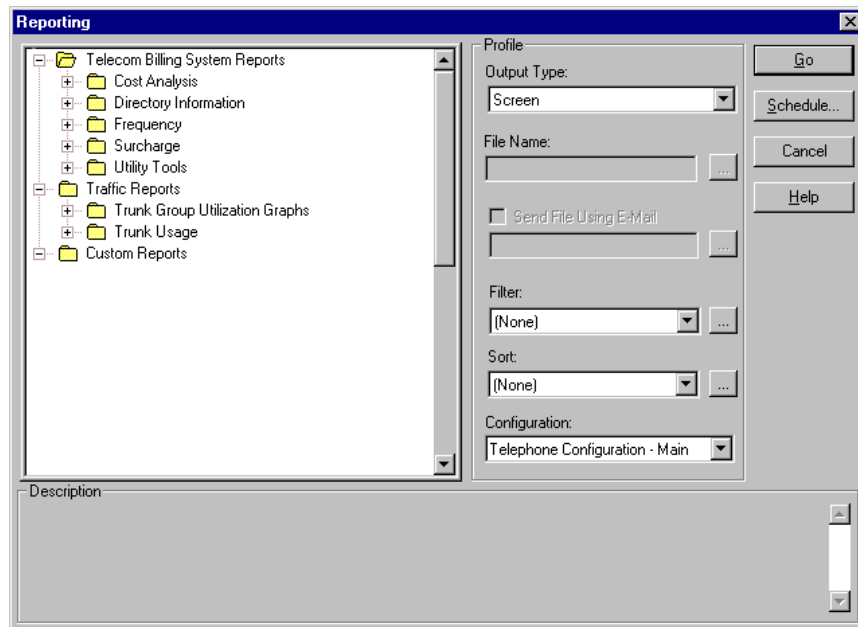 Reporting
Telecom Billing System Reports
Cost Analysis
Directory Information
Frequency
Surcharge
Utility Tools
Traffic Reports
Trunk Group Utilization Graphs
Trunk Usage
Custom Reports
Profile
Output Type:
Screen
File Name:
...
Send File Using E-Mail
...
Filter:
(None)
...
Sort:
(None)
...
Configuration:
Telephone Configuration - Main
Go
Schedule...
Cancel
Help
Description